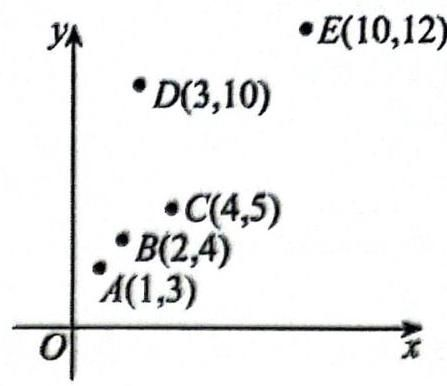 y
E(10,12)
D(3,10)
C(4,5)
B(2,4)
A(1,3)
O
x